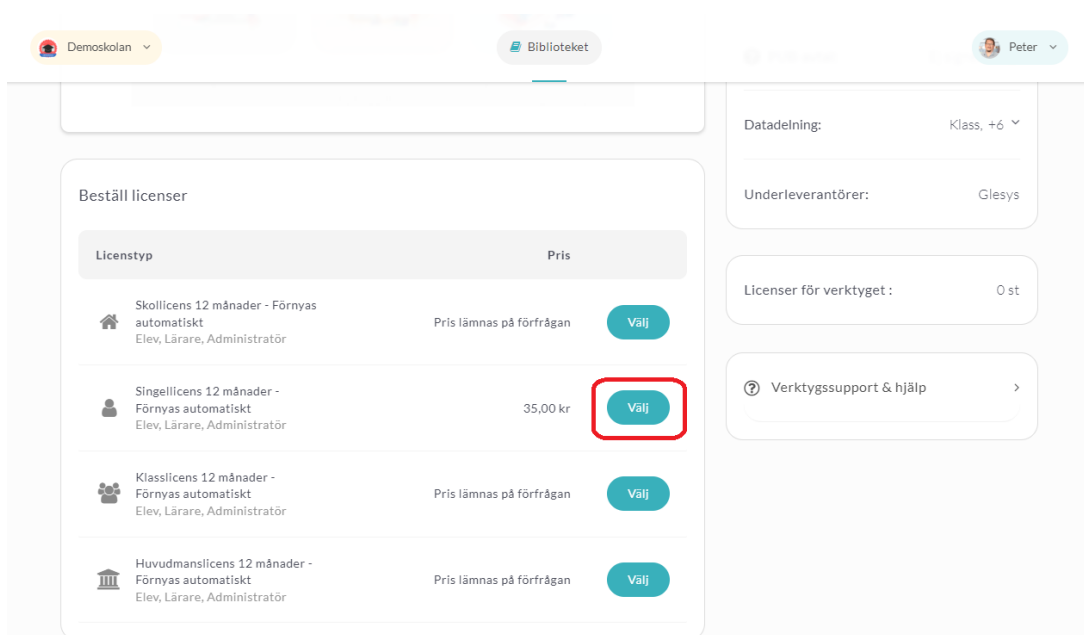 Demoskolan
Biblioteket
Peter
Datadelning:
Klass, +6
Underleverantörer:
Glesys
Beställ licenser
Licenstyp
Pris
Skollicens 12 månader - Förnyas
automatiskt
Elev, Lärare, Administratör
Pris lämnas på förfrågan
Välj
Singellicens 12 månader -
Förnyas automatiskt
Elev, Lärare, Administratör
35,00 kr
Välj
Klasslicens 12 månader -
Förnyas automatiskt
Elev, Lärare, Administratör
Pris lämnas på förfrågan
Välj
Huvudmanslicens 12 månader -
Förnyas automatiskt
Elev, Lärare, Administratör
Pris lämnas på förfrågan
Välj
Licenser för verktyget :
0 st
Verktygssupport & hjälp